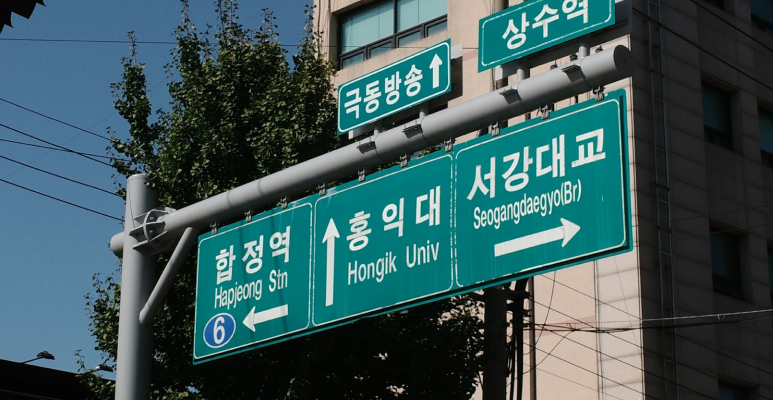 상수역
극동방송 ↑
합정역
Hapjeong Stn
6 ←
↑ 홍익대
Hongik Univ
서강대교
Seogangdaegyo(Br)
→